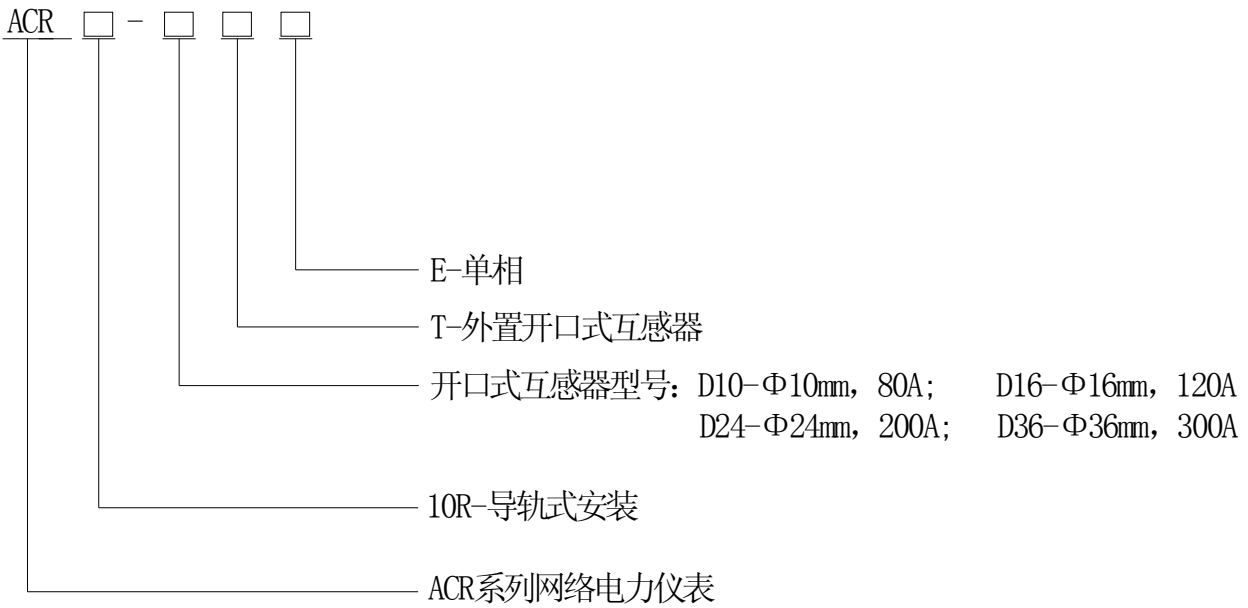 ACR □ - □ □ □
E-单相
T-外置开口式互感器
开口式互感器型号：D10-Φ10mm，80A； D16-Φ16mm，120A
D24-Φ24mm，200A； D36-Φ36mm，300A
10R-导轨式安装
ACR系列网络电力仪表